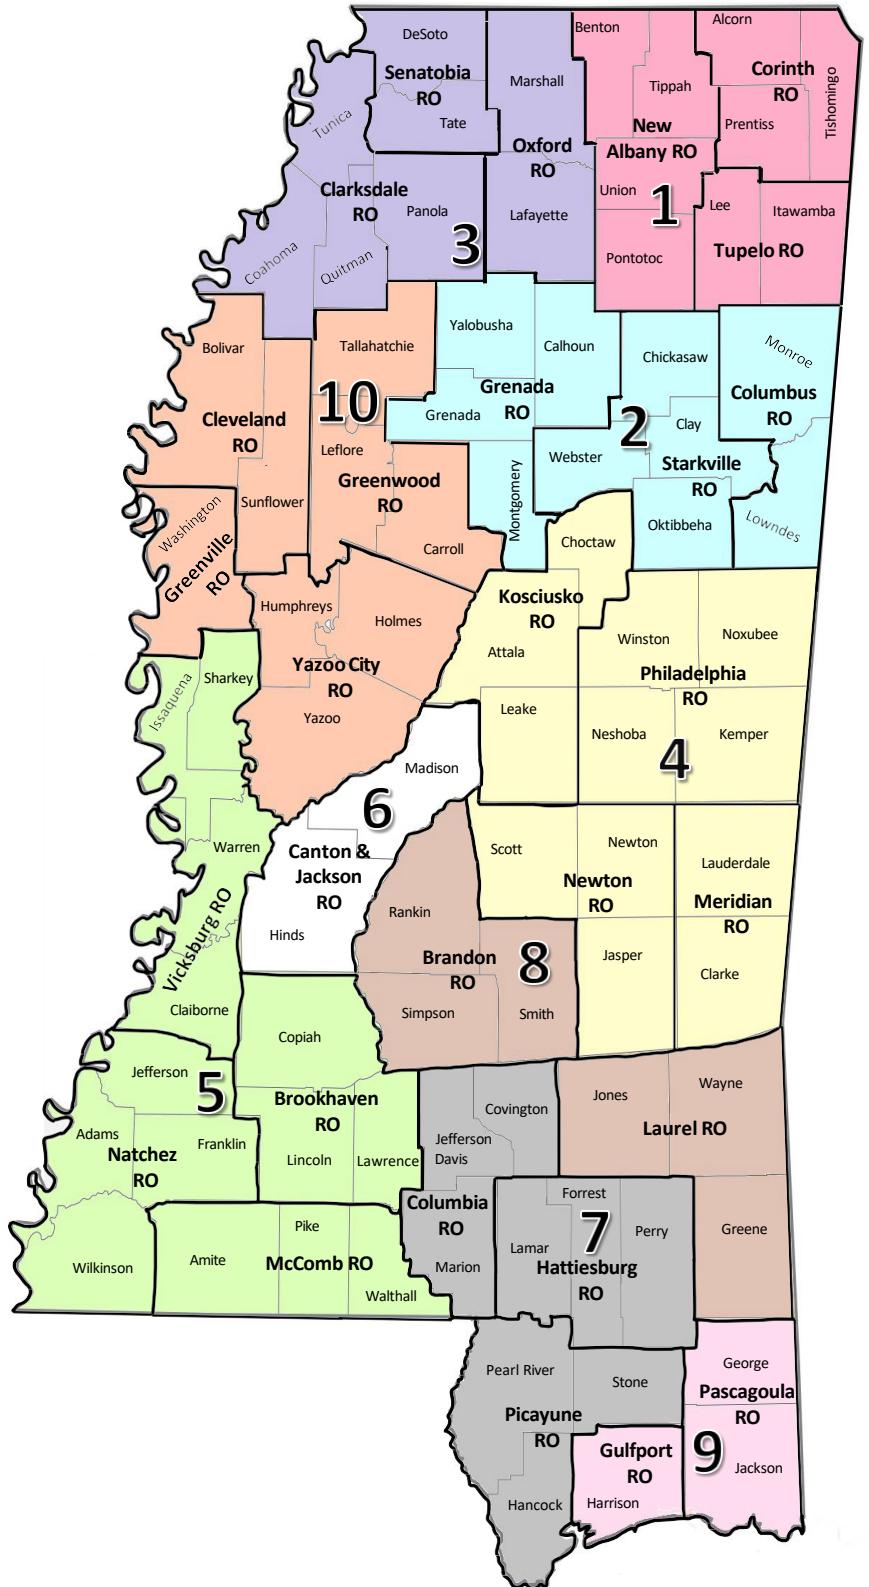 DeSoto
Senatobia
RO
Tate
Tunica
Marshall
Oxford
RO
Lafayette
Clarksdale
RO
Panola
Coahoma
Quitman
3
Benton
Tippah
New
Albany RO
Union
Pontotoc
1
Alcorn
Corinth
RO
Prentiss
Tishomingo
Lee
Itawamba
Tupelo RO
Bolivar
Cleveland
RO
Sunflower
Tallahatchie
10
Leflore
Greenwood
RO
Carroll
Washington
Greenville
RO
Humphreys
Holmes
Yazoo City
RO
Yazoo
Yalobusha
Calhoun
Grenada
RO
Grenada
Montgomery
2
Chickasaw
Clay
Webster
Starkville
RO
Oktibbeha
Monroe
Columbus
RO
Lowndes
Choctaw
Kosciusko
RO
Attala
Leake
Winston
Noxubee
Philadelphia
RO
Neshoba
Kemper
4
Scott
Newton
Newton
RO
Jasper
Lauderdale
Meridian
RO
Clarke
Issaquena
Sharkey
Warren
Vicksburg RO
Claiborne
Madison
6
Canton &
Jackson
RO
Hinds
Rankin
Brandon
RO
8
Simpson
Smith
Copiah
Brookhaven
RO
Lincoln
Lawrence
Jefferson
5
Adams
Natchez
RO
Franklin
Wilkinson
Amite
Pike
McComb RO
Walthall
Covington
Jefferson
Davis
Columbia
RO
Marion
Jones
Wayne
Laurel RO
Greene
Forrest
7
Perry
Lamar
Hattiesburg
RO
Pearl River
Stone
Picayune
RO
Hancock
George
Pascagoula
RO
9
Jackson
Gulfport
RO
Harrison